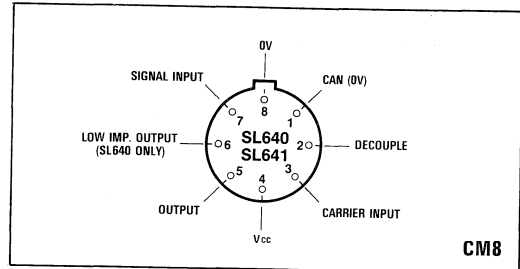 0V
SIGNAL INPUT
CAN (0V)
8
7
1
LOW IMP. OUTPUT
(SL640 ONLY)
6
SL640
SL641
2
DECOUPLE
5
4
3
OUTPUT
CARRIER INPUT
Vcc
CM8